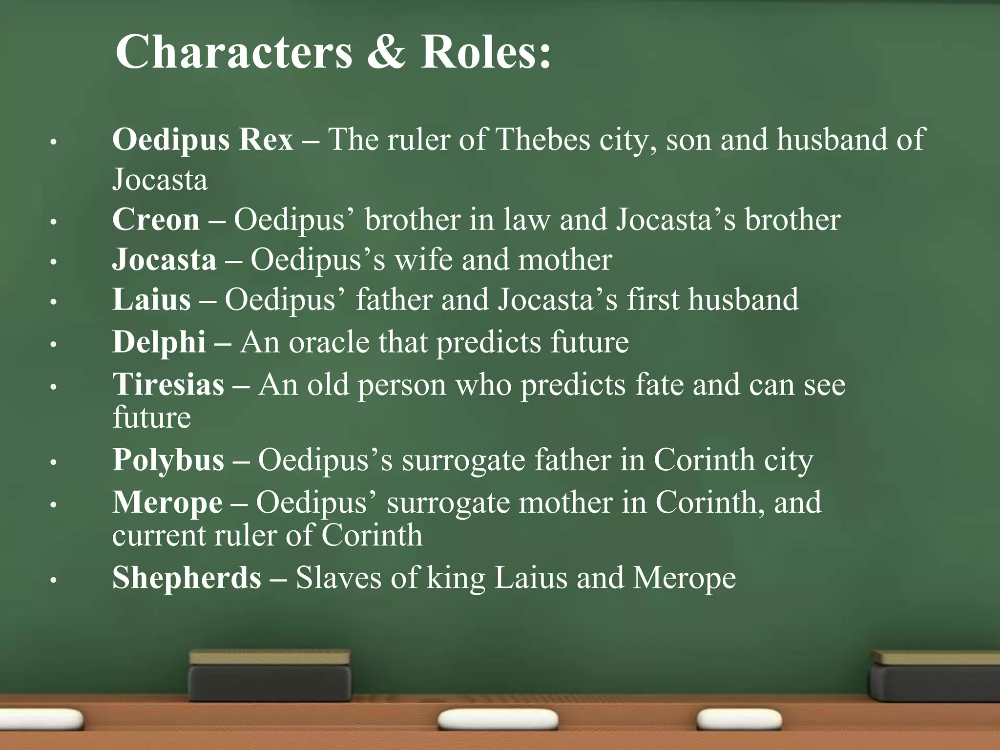 Characters & Roles:
• Oedipus Rex – The ruler of Thebes city, son and husband of
Jocasta
• Creon – Oedipus’ brother in law and Jocasta’s brother
• Jocasta – Oedipus’s wife and mother
• Laius – Oedipus’ father and Jocasta’s first husband
• Delphi – An oracle that predicts future
• Tiresias – An old person who predicts fate and can see
future
• Polybus – Oedipus’s surrogate father in Corinth city
• Merope – Oedipus’ surrogate mother in Corinth, and
current ruler of Corinth
• Shepherds – Slaves of king Laius and Merope